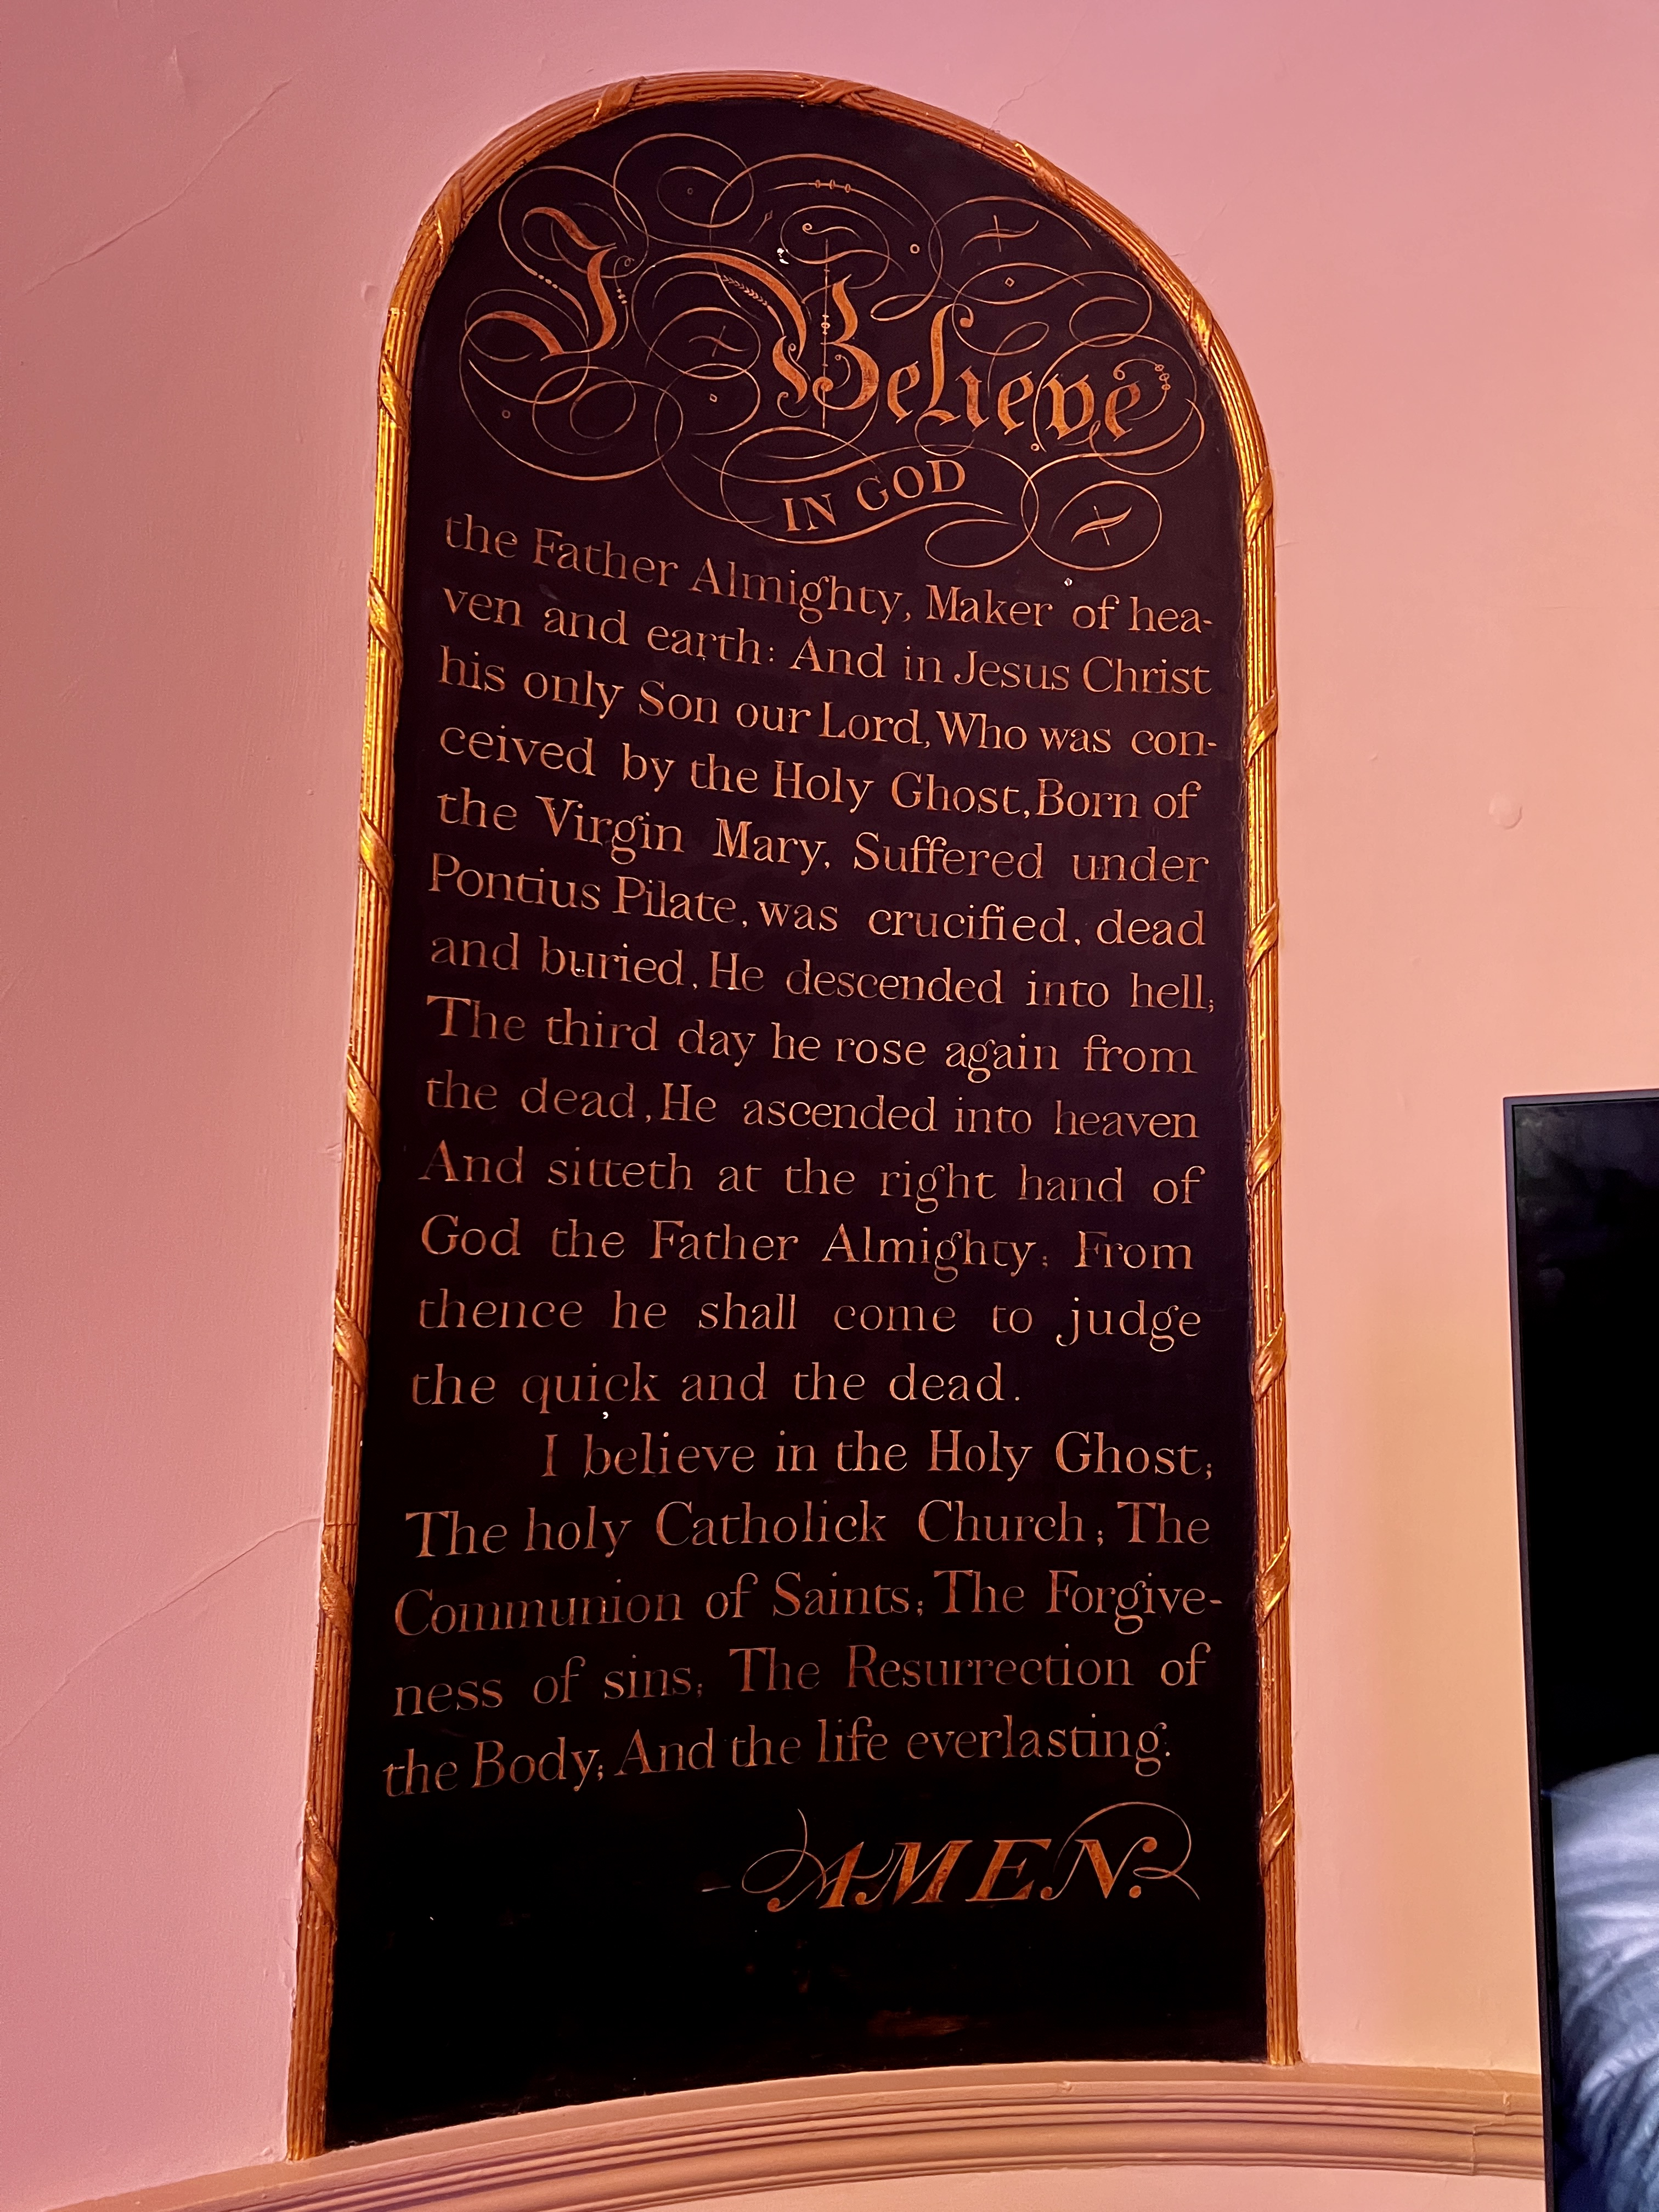 I Believe
IN GOD
the Father Almighty, Maker of hea-
ven and earth: And in Jesus Christ
his only Son our Lord, Who was con-
ceived by the Holy Ghost, Born of
the Virgin Mary, Suffered under
Pontius Pilate, was crucified, dead
and buried, He descended into hell;
The third day he rose again from
the dead, He ascended into heaven
And sitteth at the right hand of
God the Father Almighty; From
thence he shall come to judge
the quick and the dead.
I believe in the Holy Ghost;
The holy Catholick Church; The
Communion of Saints; The Forgive-
ness of sins; The Resurrection of
the Body; And the life everlasting.
AMEN.